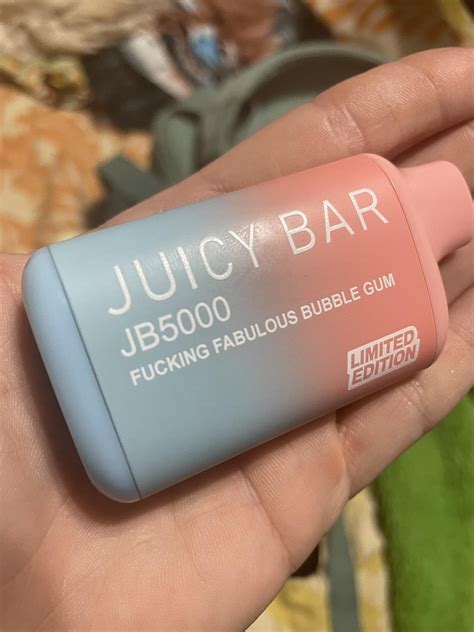 JUICY BAR
JB5000
FUCKING FABULOUS BUBBLE GUM
LIMITED
EDITION